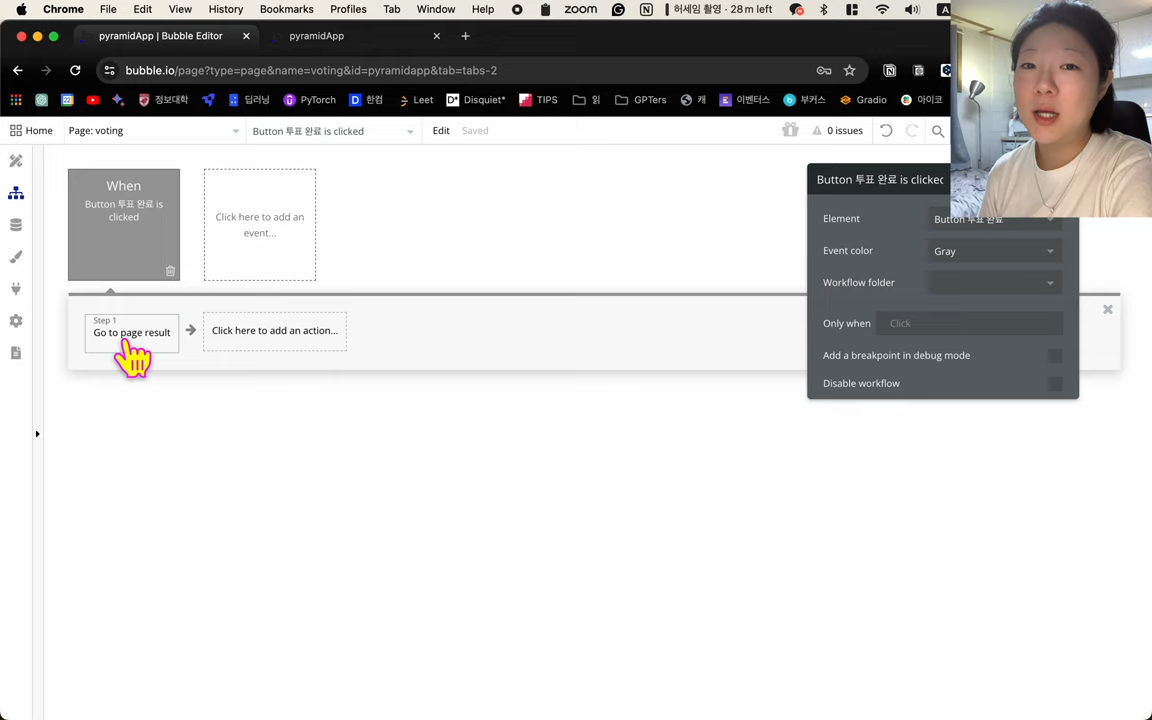 Chrome File Edit View History Bookmarks Profiles Tab Window Help zoom 허세임 촬영 · 28 m left
pyramidApp | Bubble Editor pyramidApp
bubble.io/page?type=page&name=voting&id=pyramidapp&tab=tabs-2
정보대학 딥러닝 PyTorch 한컴 Leet Disquiet* TIPS 읽 GPTers 캐 이벤터스 부커스 Gradio 아이코
Home Page: voting Button 투표 완료 is clicked Edit Saved 0 issues
When
Button 투표 완료 is
clicked
Click here to add an
event...
Button 투표 완료 is clicked
Element Button 투표 완료
Event color Gray
Workflow folder
Only when Click
Add a breakpoint in debug mode
Disable workflow
Step 1
Go to page result
Click here to add an action...